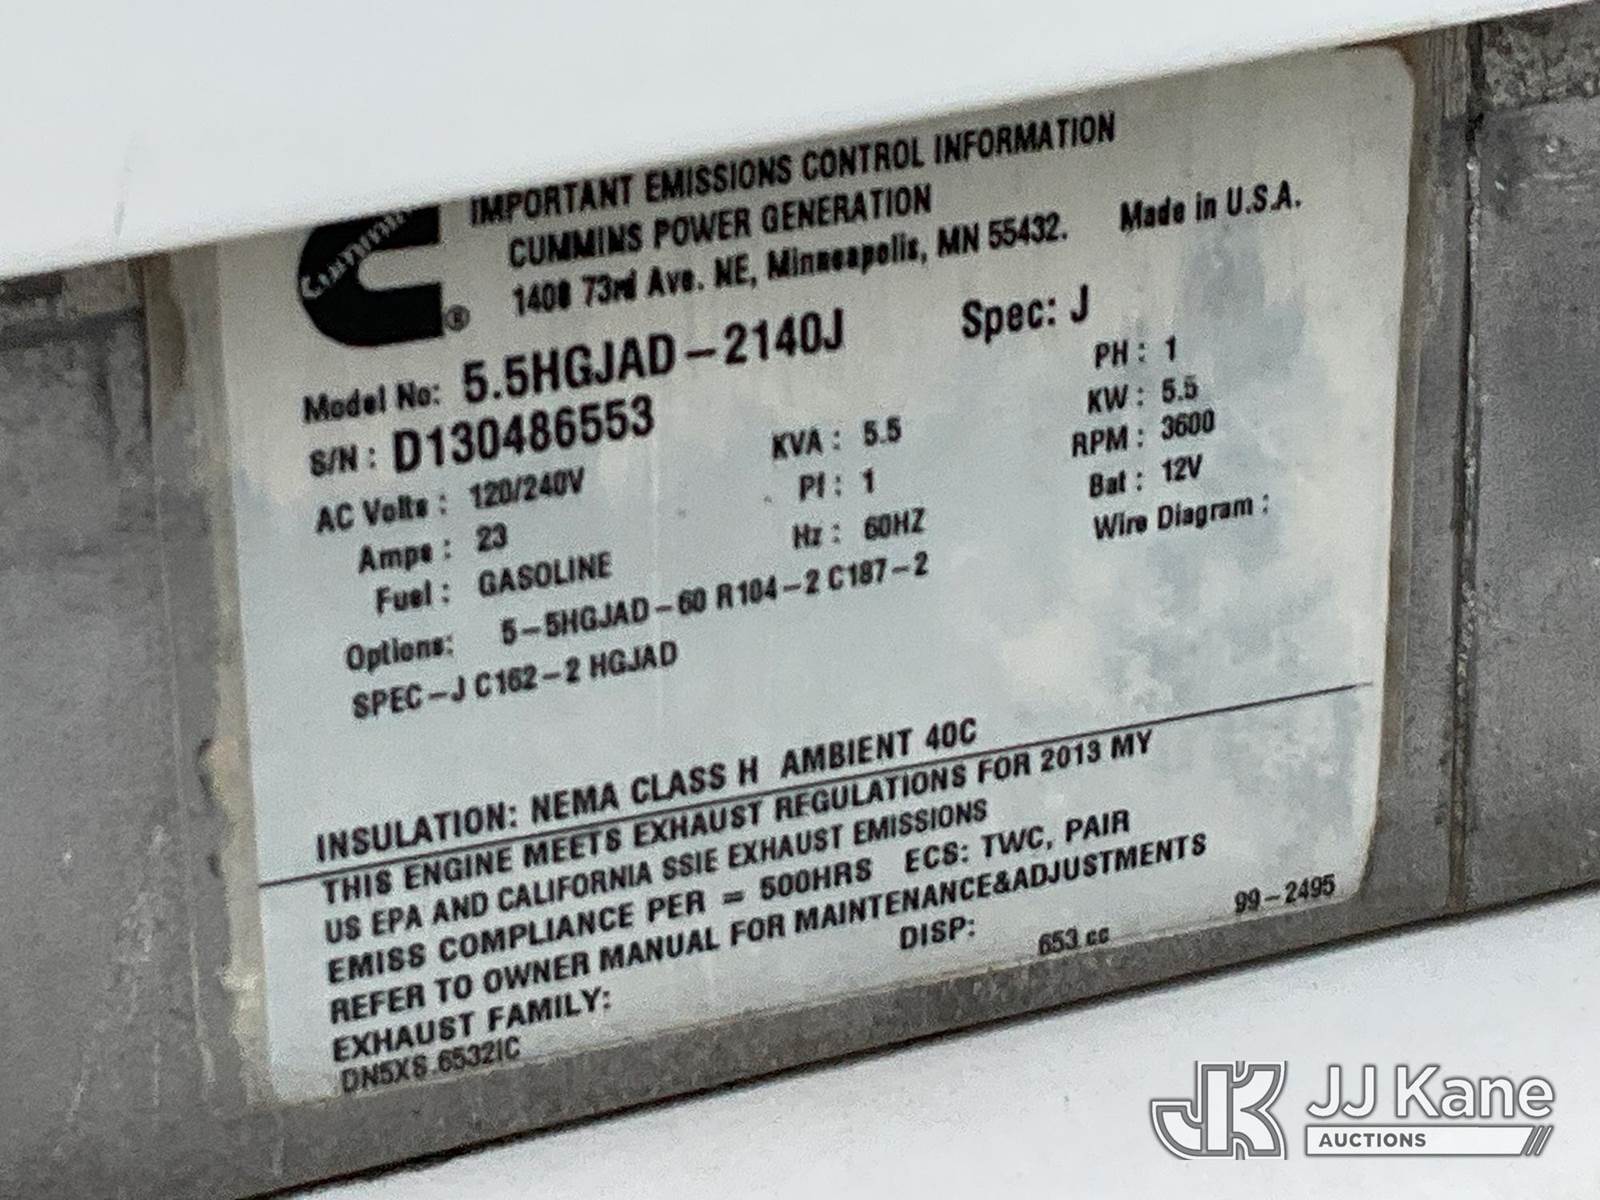 IMPORTANT EMISSIONS CONTROL INFORMATION
CUMMINS POWER GENERATION
1400 73rd Ave. NE, Minneapolis, MN 55432. Made in U.S.A.
®
Model No: 5.5HGJAD-2140J Spec: J
S/N: D130486553 PH: 1
KVA: 5.5 KW: 5.5
AC Volts: 120/240V Pf: 1 RPM: 3600
Amps: 23 Hz: 60HZ Bat: 12V
Fuel: GASOLINE Wire Diagram:
Options: 5-5HGJAD-60 R104-2 C187-2
SPEC-J C162-2 HGJAD
INSULATION: NEMA CLASS H AMBIENT 40C
THIS ENGINE MEETS EXHAUST REGULATIONS FOR 2013 MY
US EPA AND CALIFORNIA SSIE EXHAUST EMISSIONS
EMISS COMPLIANCE PER = 500HRS ECS: TWC, PAIR
REFER TO OWNER MANUAL FOR MAINTENANCE&ADJUSTMENTS
EXHAUST FAMILY: DISP: 653 cc 99-2495
DN5XS.6532IC
JJ Kane
AUCTIONS